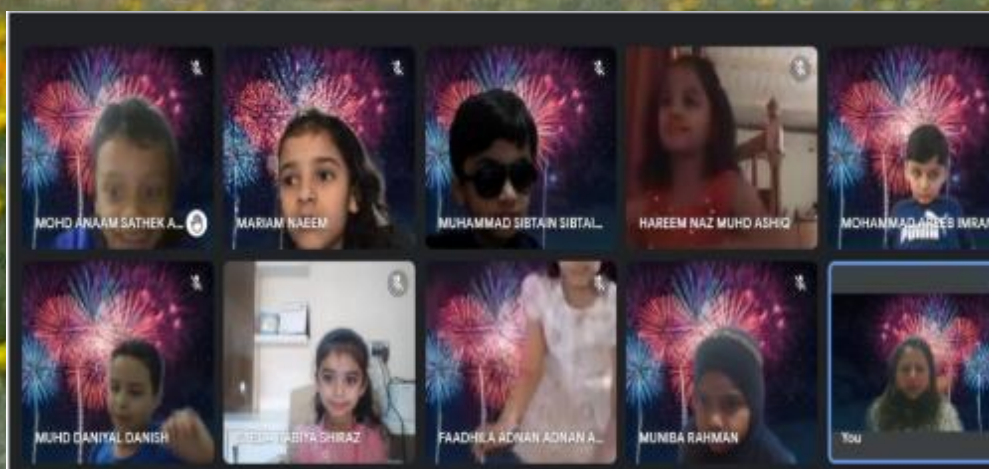 MOHD ANAAM SATHEK A...
MARIAM NAEEM
MUHAMMAD SIBTAIN SIBTAI...
HAREEM NAZ MUHD ASHIQ
MOHAMMAD AREEB IMRAN
MUHD DANIYAL DANISH
TABIYA SHIRAZ
FAADHILA ADNAN ADNAN A...
MUNIBA RAHMAN
You